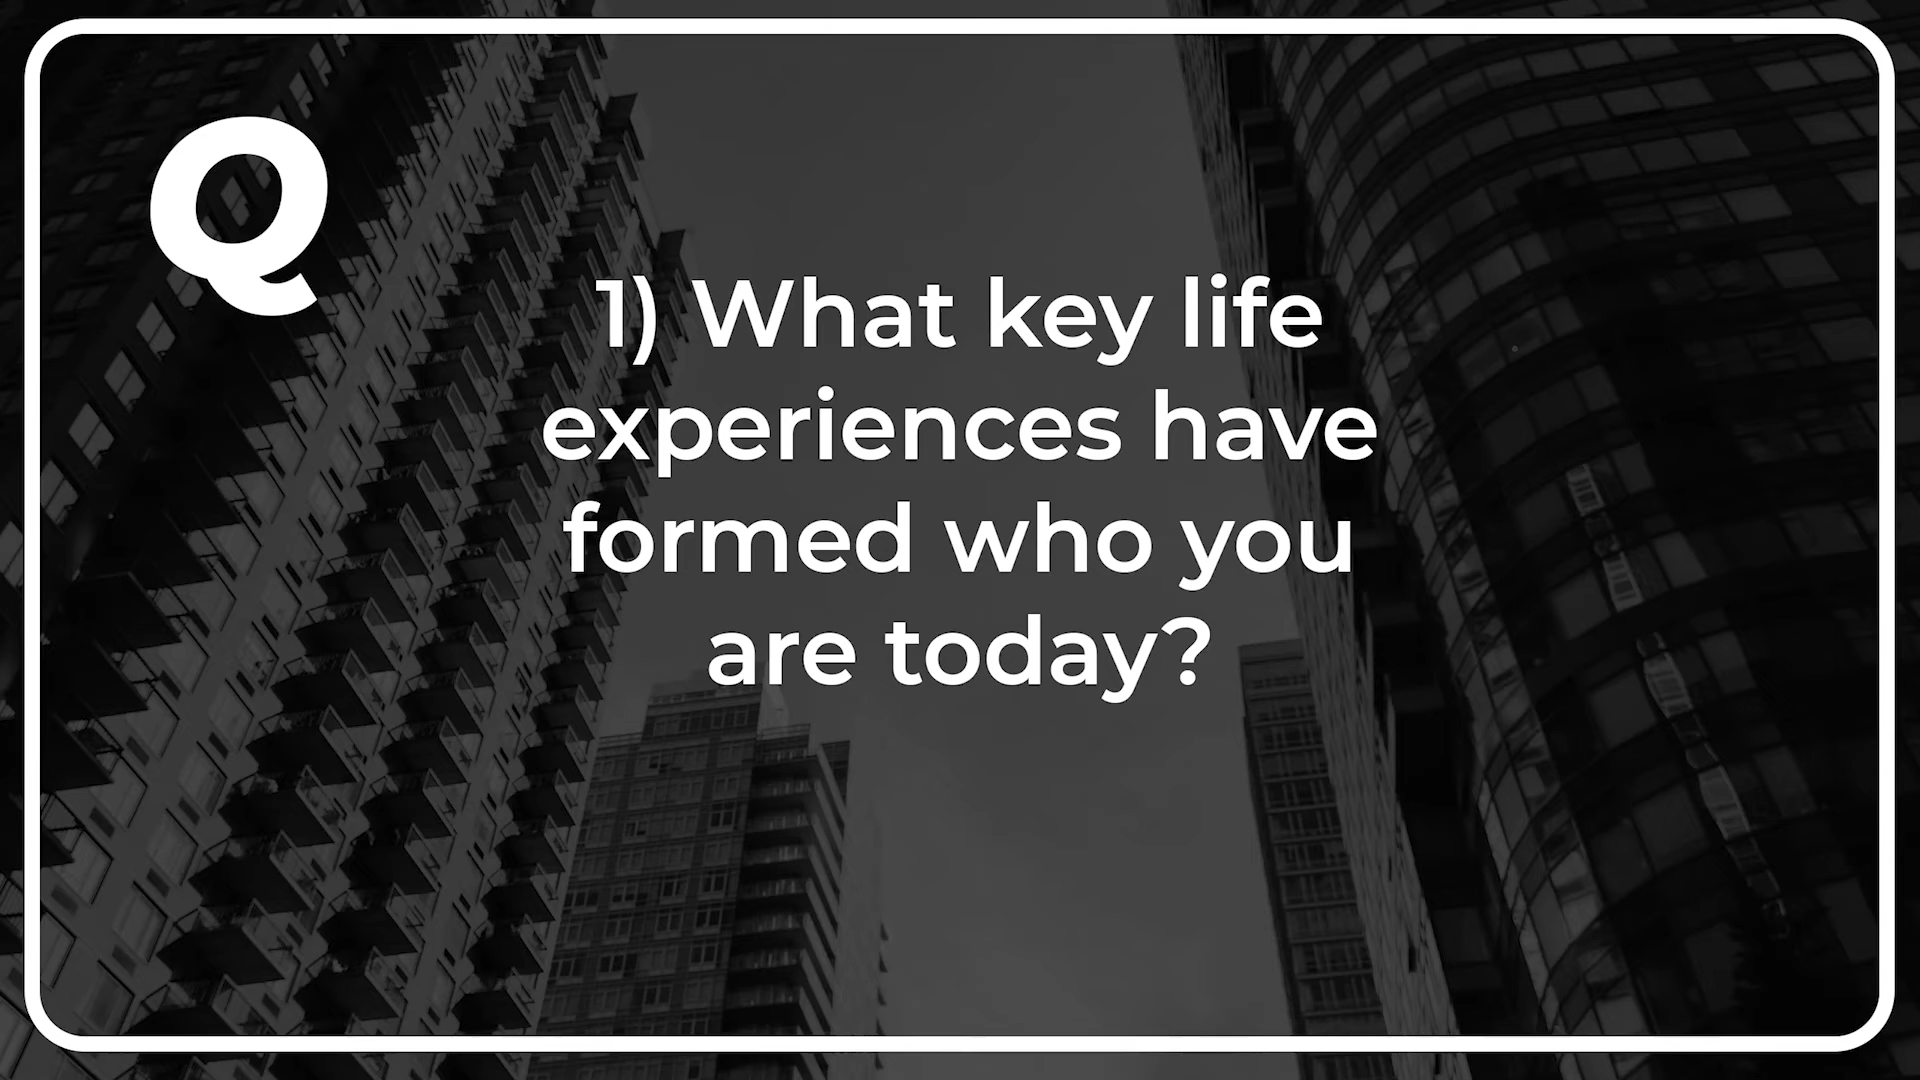 Q
1) What key life
experiences have
formed who you
are today?